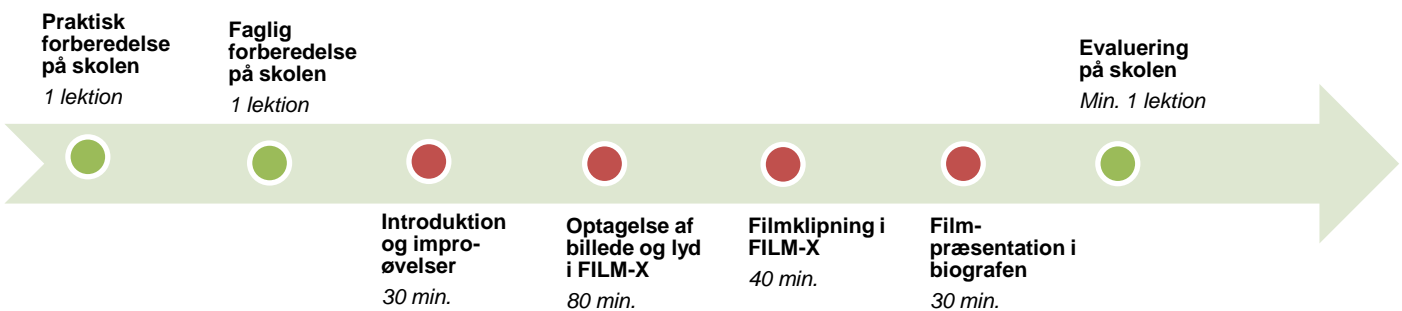 Praktisk
forberedelse
på skolen
1 lektion
Faglig
forberedelse
på skolen
1 lektion
Introduktion
og impro-
øvelser
30 min.
Optagelse af
billede og lyd
i FILM-X
80 min.
Filmklipning i
FILM-X
40 min.
Film-
præsentation i
biografen
30 min.
Evaluering
på skolen
Min. 1 lektion